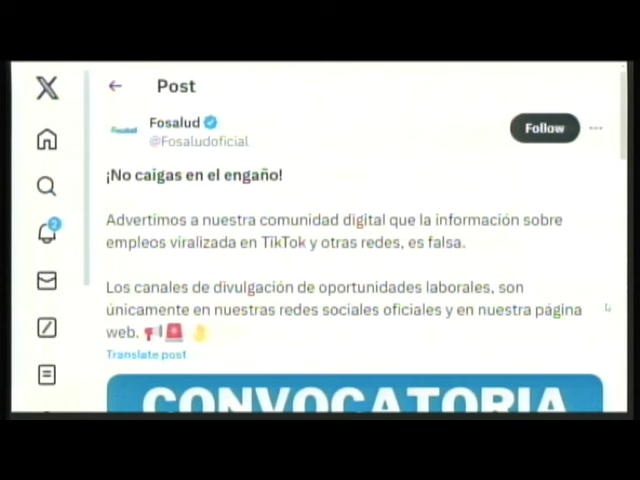 Post
Fosalud
@Fosaludoficial
Follow
¡No caigas en el engaño!
Advertimos a nuestra comunidad digital que la información sobre
empleos viralizada en TikTok y otras redes, es falsa.
Los canales de divulgación de oportunidades laborales, son
únicamente en nuestras redes sociales oficiales y en nuestra página
web.
Translate post
CONVOCATORIA